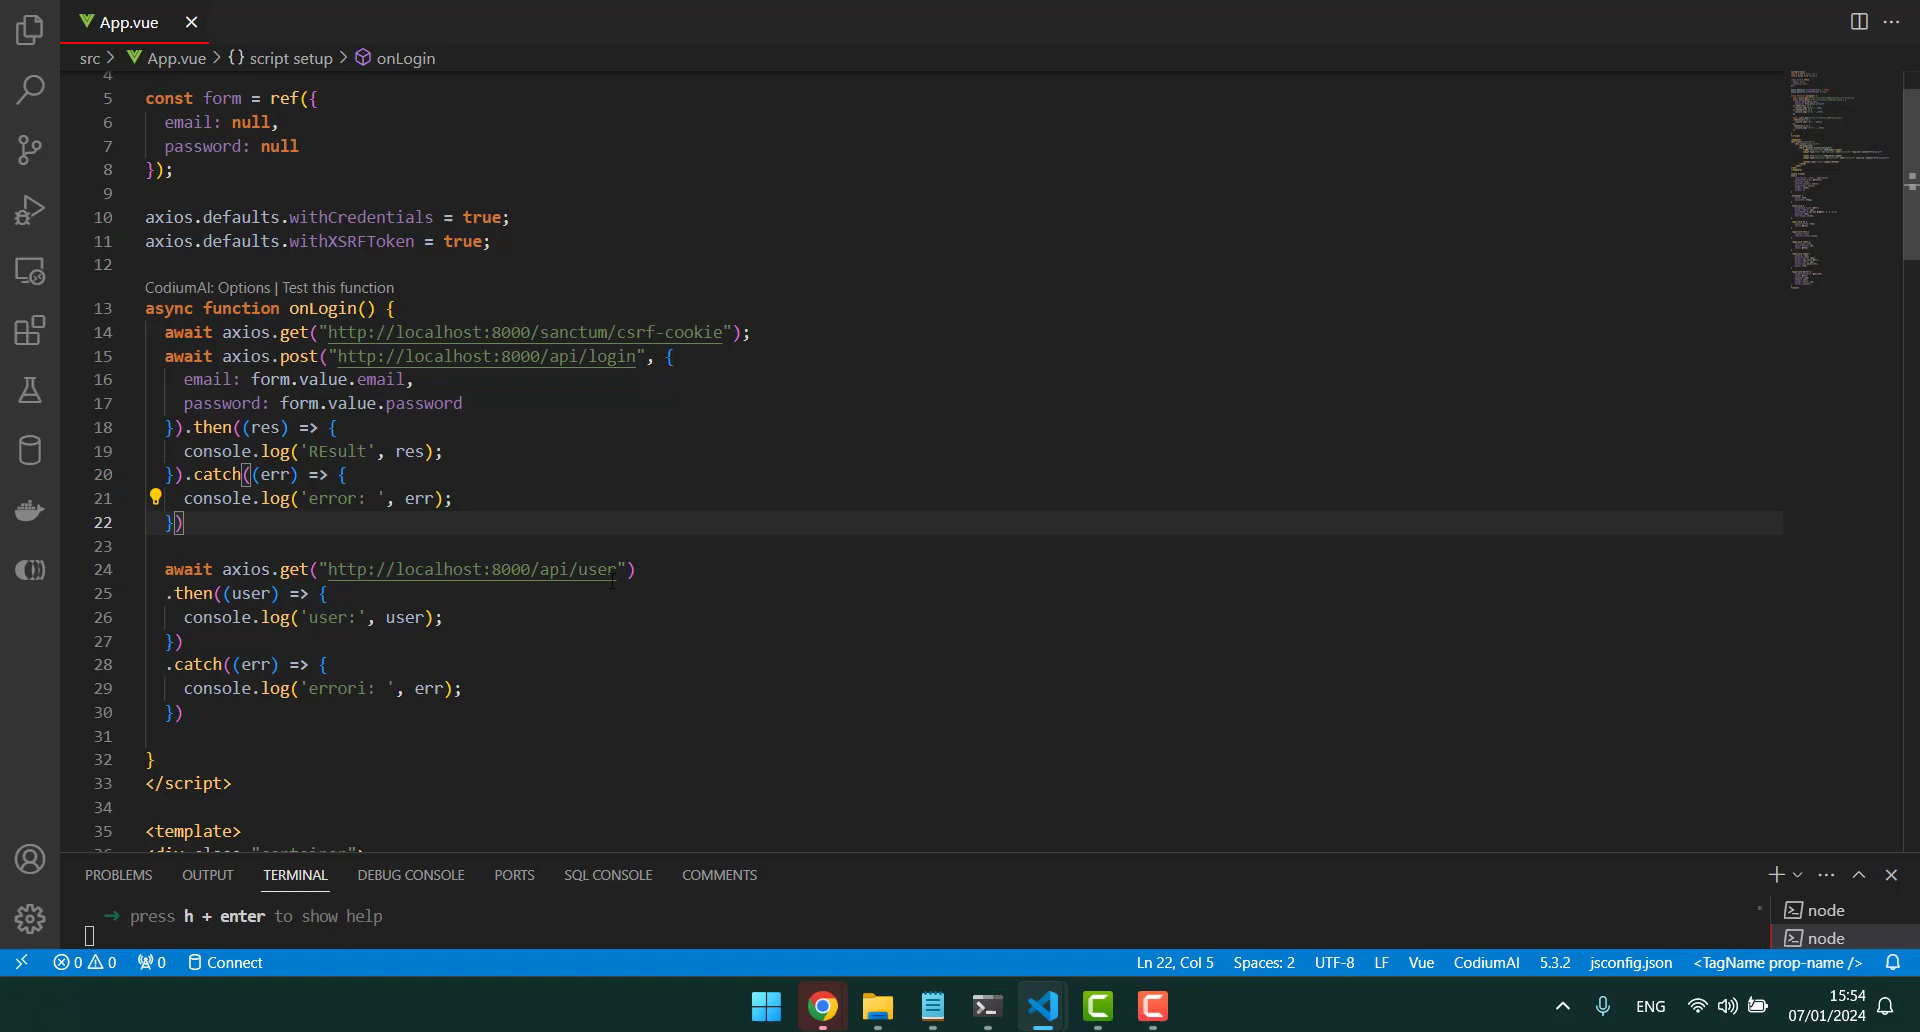 App.vue
src > App.vue > {} script setup > onLogin
4
5 const form = ref({
6 email: null,
7 password: null
8 });
9
10 axios.defaults.withCredentials = true;
11 axios.defaults.withXSRFToken = true;
12
CodiumAI: Options | Test this function
13 async function onLogin() {
14 await axios.get("http://localhost:8000/sanctum/csrf-cookie");
15 await axios.post("http://localhost:8000/api/login", {
16 email: form.value.email,
17 password: form.value.password
18 }).then((res) => {
19 console.log('REsult', res);
20 }).catch((err) => {
21 console.log('error: ', err);
22 })
23
24 await axios.get("http://localhost:8000/api/user")
25 .then((user) => {
26 console.log('user:', user);
27 })
28 .catch((err) => {
29 console.log('errori: ', err);
30 })
31
32 }
33 </script>
34
35 <template>
36 <div class="container">
PROBLEMS OUTPUT TERMINAL DEBUG CONSOLE PORTS SQL CONSOLE COMMENTS
→ press h + enter to show help
node
node
0 0 0 Connect Ln 22, Col 5 Spaces: 2 UTF-8 LF Vue CodiumAI 5.3.2 jsconfig.json <TagName prop-name />
ENG 15:54
07/01/2024